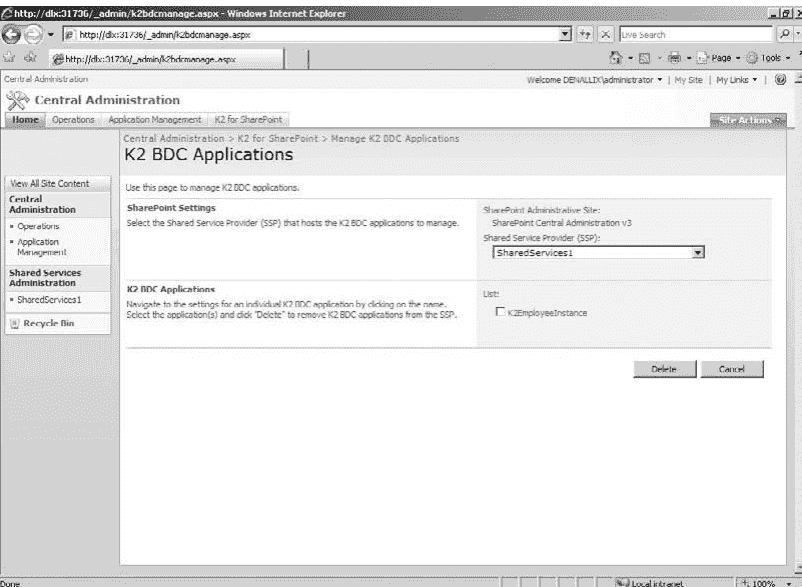 http://dlx:31736/_admin/k2bdcmanage.aspx - Windows Internet Explorer
http://dlx:31736/_admin/k2bdcmanage.aspx
Live Search
http://dlx:31736/_admin/k2bdcmanage.aspx
Page
Tools
Central Administration
Welcome DENALLIX\administrator
My Site
My Links
Central Administration
Home
Operations
Application Management
K2 for SharePoint
Site Actions
Central Administration > K2 for SharePoint > Manage K2 BDC Applications
K2 BDC Applications
View All Site Content
Central
Administration
Operations
Application
Management
Shared Services
Administration
SharedServices1
Recycle Bin
Use this page to manage K2 BDC applications.
SharePoint Settings
Select the Shared Service Provider (SSP) that hosts the K2 BDC applications to manage.
SharePoint Administrative Site:
SharePoint Central Administration v3
Shared Service Provider (SSP):
SharedServices1
K2 BDC Applications
Navigate to the settings for an individual K2 BDC application by clicking on the name.
Select the application(s) and click "Delete" to remove K2 BDC applications from the SSP.
List:
K2EmployeeInstance
Delete
Cancel
Done
Local intranet
100%